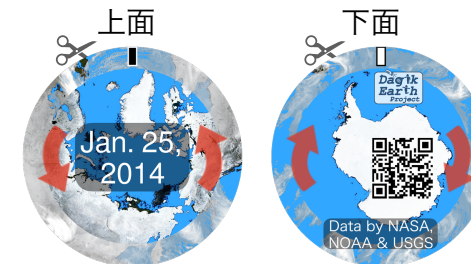 上面
下面
Jan. 25,
2014
Dagik
Earth
Project
Data by NASA,
NOAA & USGS